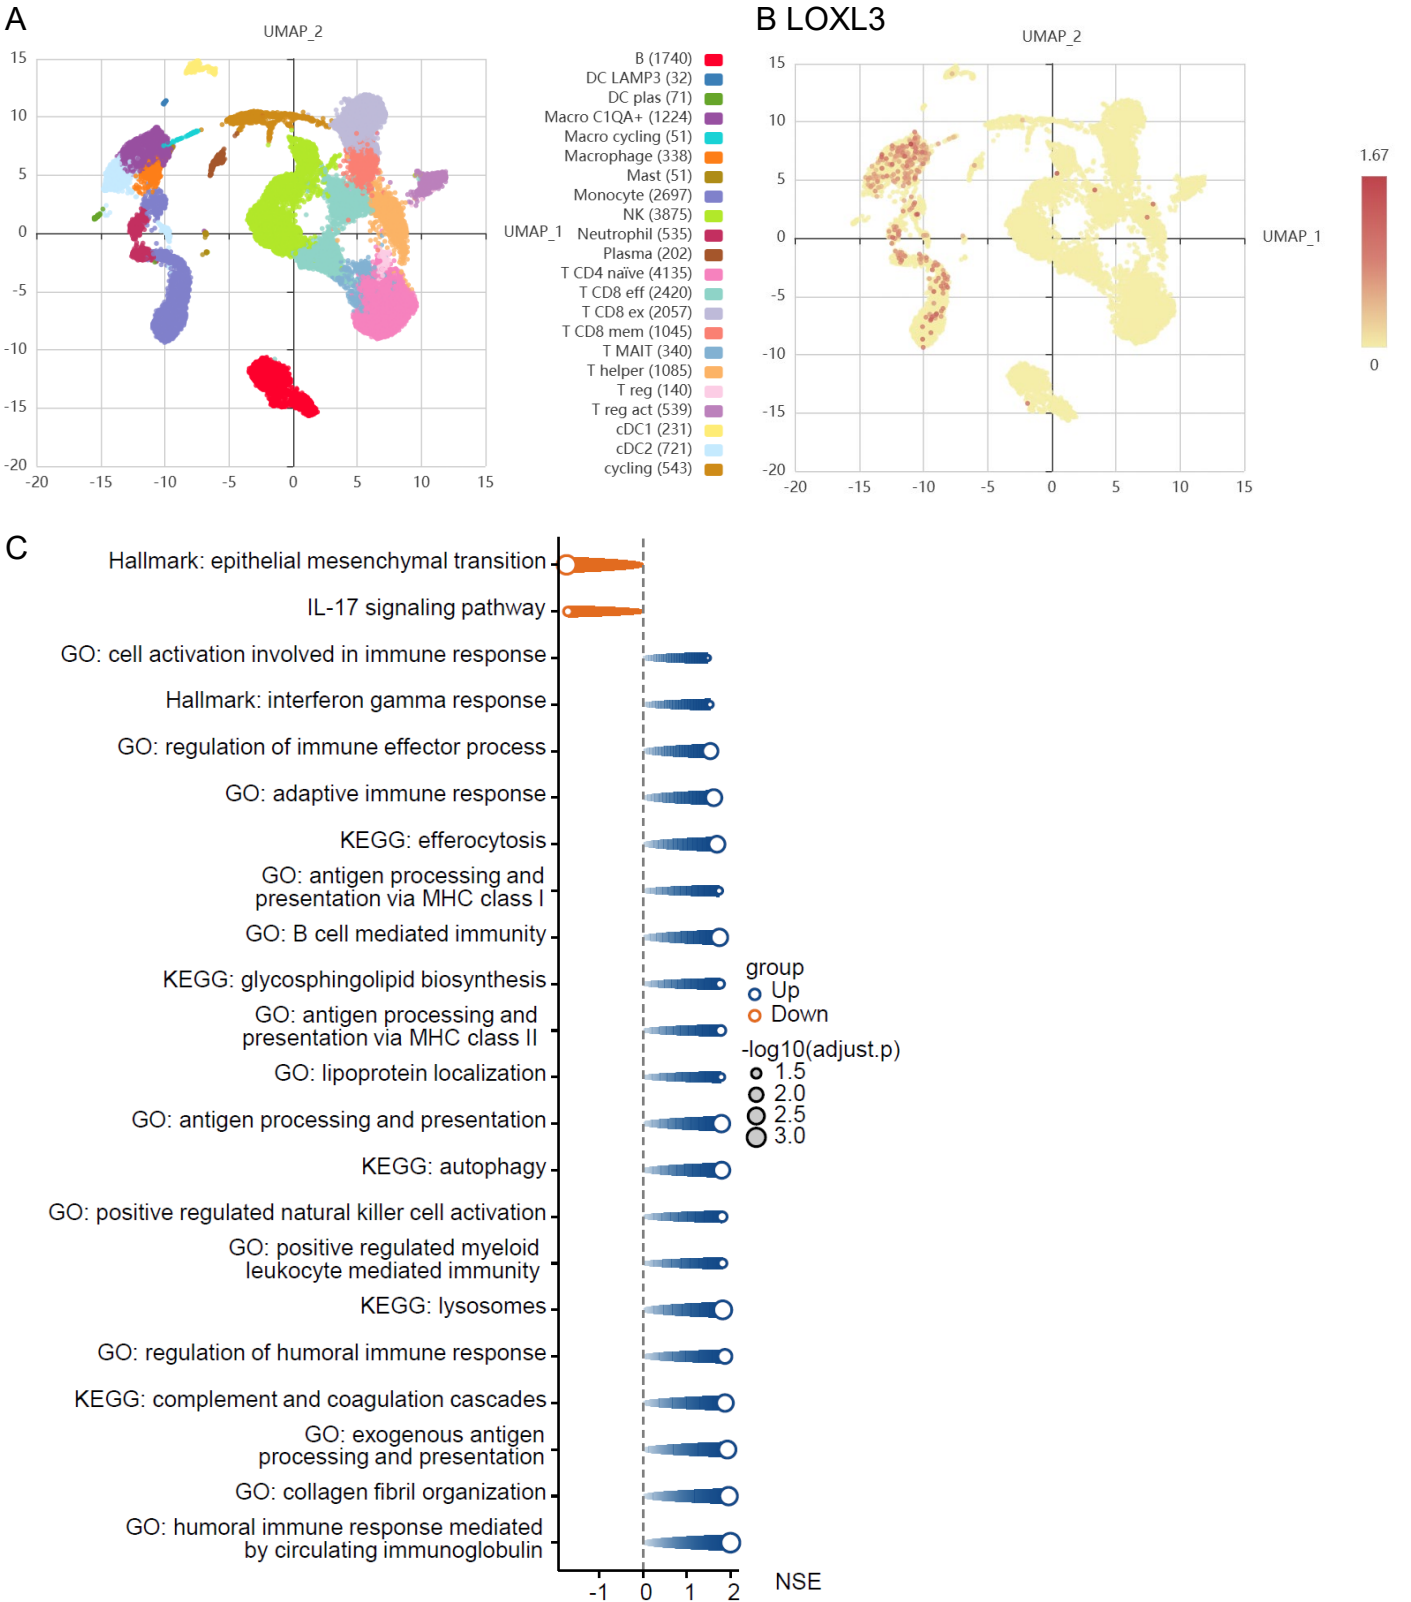 A
UMAP_2
15
10
5
0
-5
-10
-15
-20
-20
-15
-10
-5
0
5
10
15
UMAP_1
B (1740)
DC LAMP3 (32)
DC plas (71)
Macro C1QA+ (1224)
Macro cycling (51)
Macrophage (338)
Mast (51)
Monocyte (2697)
NK (3875)
Neutrophil (535)
Plasma (202)
T CD4 naïve (4135)
T CD8 eff (2420)
T CD8 ex (2057)
T CD8 mem (1045)
T MAIT (340)
T helper (1085)
T reg (140)
T reg act (539)
cDC1 (231)
cDC2 (721)
cycling (543)
B LOXL3
UMAP_2
15
10
5
0
-5
-10
-15
-20
-20
-15
-10
-5
0
5
10
15
UMAP_1
1.67
0
C
Hallmark: epithelial mesenchymal transition
IL-17 signaling pathway
GO: cell activation involved in immune response
Hallmark: interferon gamma response
GO: regulation of immune effector process
GO: adaptive immune response
KEGG: efferocytosis
GO: antigen processing and
presentation via MHC class I
GO: B cell mediated immunity
KEGG: glycosphingolipid biosynthesis
GO: antigen processing and
presentation via MHC class II
GO: lipoprotein localization
GO: antigen processing and presentation
KEGG: autophagy
GO: positive regulated natural killer cell activation
GO: positive regulated myeloid
leukocyte mediated immunity
KEGG: lysosomes
GO: regulation of humoral immune response
KEGG: complement and coagulation cascades
GO: exogenous antigen
processing and presentation
GO: collagen fibril organization
GO: humoral immune response mediated
by circulating immunoglobulin
-1
0
1
2
NSE
group
Up
Down
-log10(adjust.p)
1.5
2.0
2.5
3.0